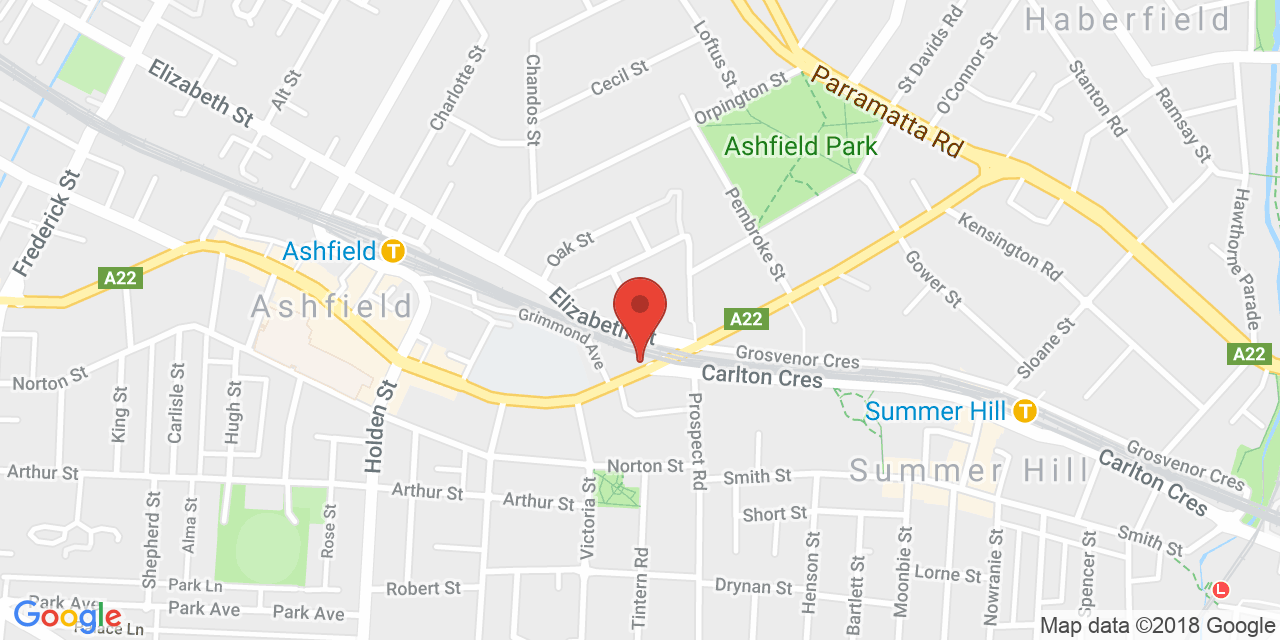 Haberfield
Elizabeth St
Alt St
Charlotte St
Chandos St
Cecil St
Loftus St
Orpington St
St Davids Rd
O'Connor St
Parramatta Rd
Stanton Rd
Ramsay St
Ashfield Park
Frederick St
Hawthorne Parade
Kensington Rd
Pembroke St
Gower St
Oak St
Ashfield
T
A22
Ashfield
Elizabeth St
Grimmond Ave
A22
Grosvenor Cres
Carlton Cres
Sloane St
A22
Norton St
King St
Carlisle St
Hugh St
Holden St
Prospect Rd
Summer Hill
T
Summer Hill
Grosvenor Cres
Carlton Cres
Arthur St
Arthur St
Arthur St
Norton St
Smith St
Short St
Smith St
Shepherd St
Alma St
Rose St
Victoria St
Tintern Rd
Henson St
Bartlett St
Moonbie St
Nowranie St
Spencer St
Lorne St
Drynan St
Robert St
Park Ln
Park Ave
Park Ave
Park Ave
Palace Ln
L
Google
Map data ©2018 Google